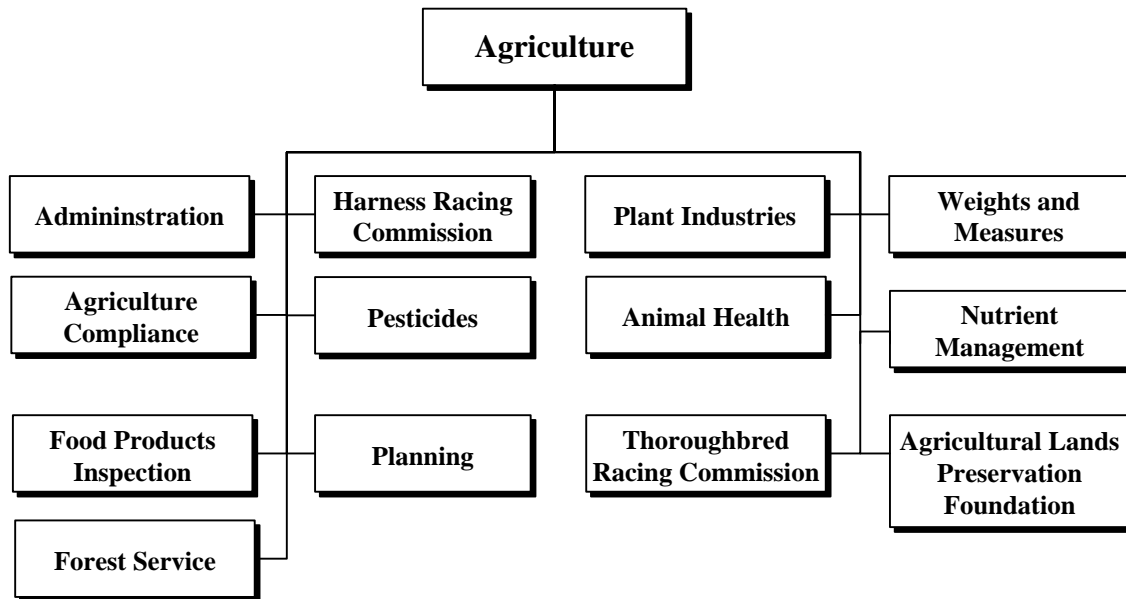 Agriculture
Admininstration
Harness Racing
Commission
Plant Industries
Weights and
Measures
Agriculture
Compliance
Pesticides
Animal Health
Nutrient
Management
Food Products
Inspection
Planning
Thoroughbred
Racing Commission
Agricultural Lands
Preservation
Foundation
Forest Service